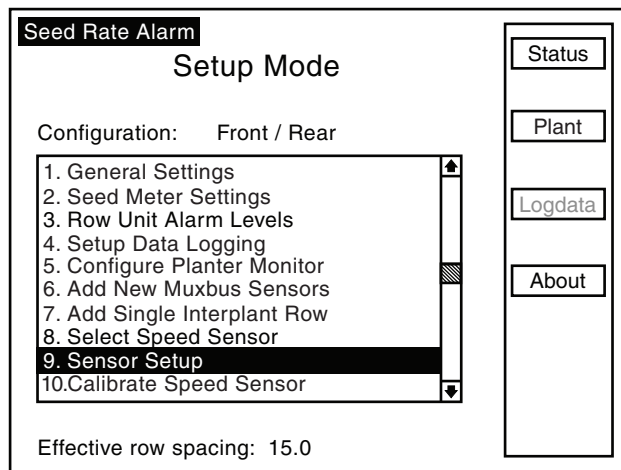 Seed Rate Alarm
Setup Mode
Configuration: Front / Rear
1. General Settings
2. Seed Meter Settings
3. Row Unit Alarm Levels
4. Setup Data Logging
5. Configure Planter Monitor
6. Add New Muxbus Sensors
7. Add Single Interplant Row
8. Select Speed Sensor
9. Sensor Setup
10.Calibrate Speed Sensor
Effective row spacing: 15.0
Status
Plant
Logdata
About